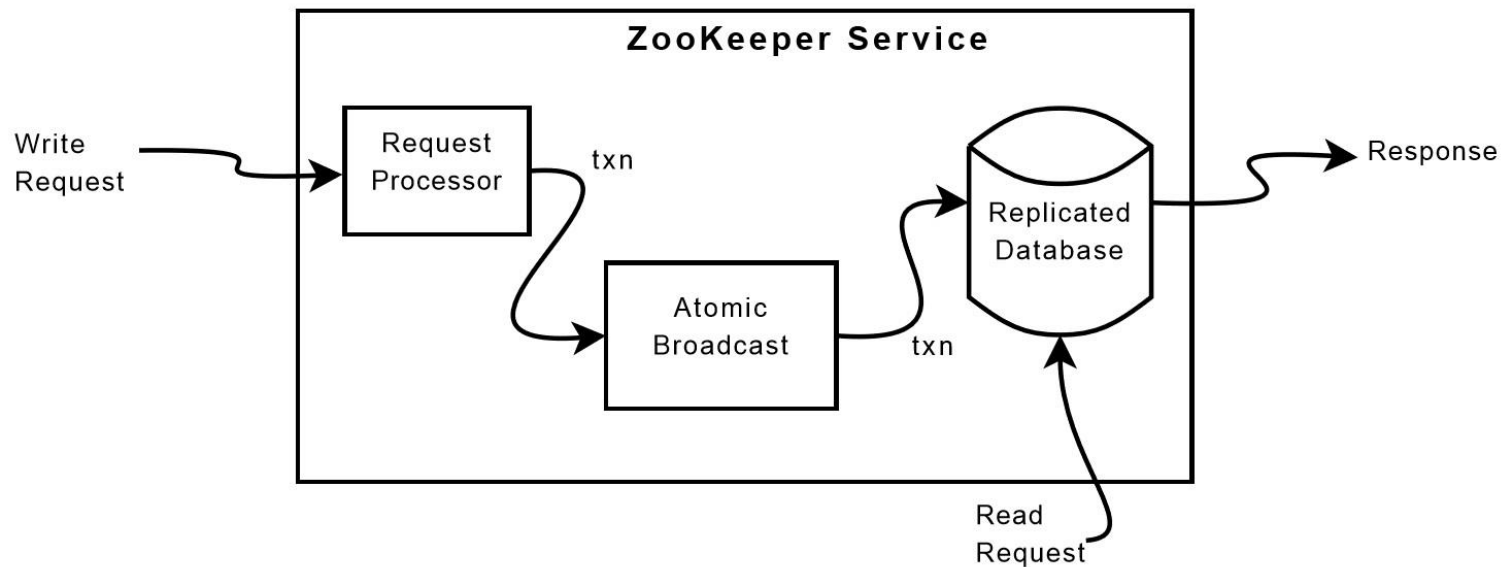 ZooKeeper Service
Write
Request
Request
Processor
txn
Atomic
Broadcast
txn
Replicated
Database
Response
Read
Request